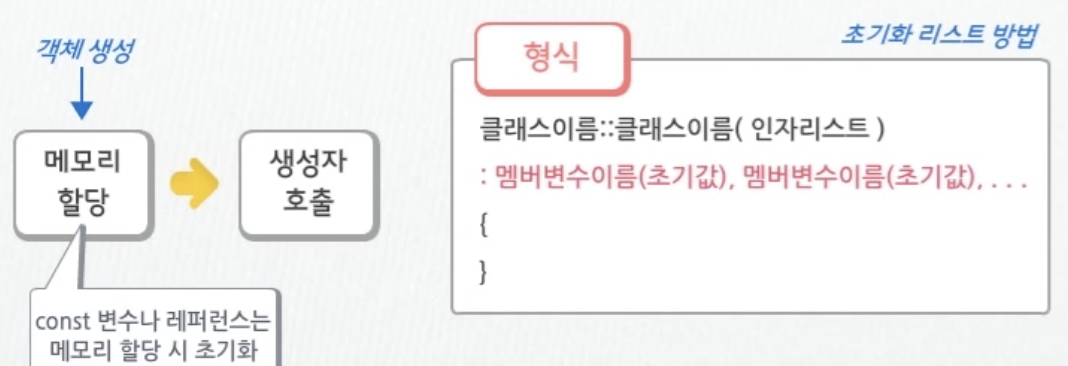 객체 생성
메모리
할당
생성자
호출
const 변수나 레퍼런스는
메모리 할당 시 초기화
초기화 리스트 방법
형식
클래스이름::클래스이름( 인자리스트 )
: 멤버변수이름(초기값), 멤버변수이름(초기값), . . .
{
}